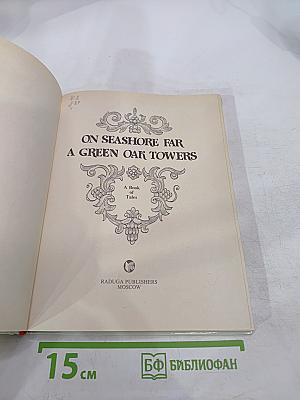 ON SEASHORE FAR
A GREEN OAK TOWERS
A Book
of
Tales
RADUGA PUBLISHERS
MOSCOW
15 см
БФ БИБЛИОФАН